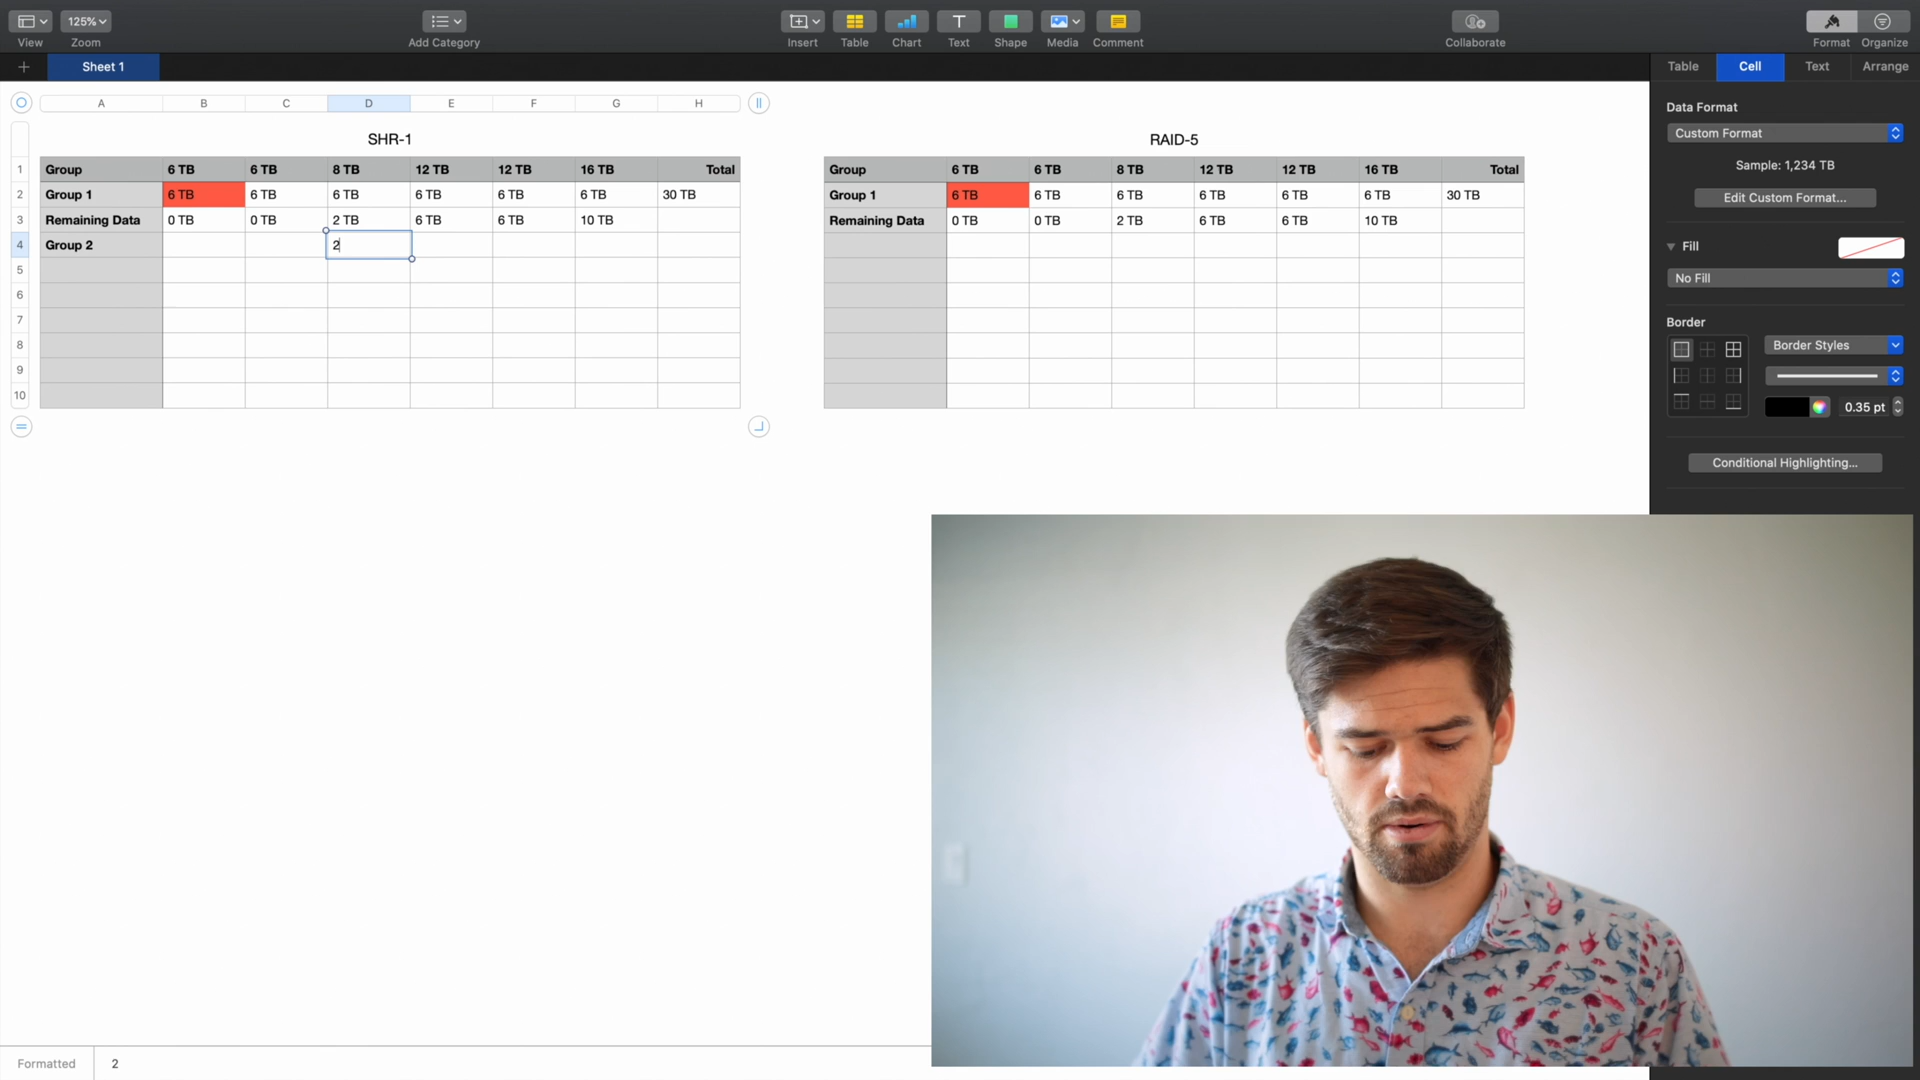 View
125%
Zoom
Add Category
Insert
Table
Chart
T
Text
Shape
Media
Comment
Collaborate
Format
Organize
Sheet 1
Table
Cell
Text
Arrange
A B C D E F G H
SHR-1
1 Group 6 TB 6 TB 8 TB 12 TB 12 TB 16 TB Total
2 Group 1 6 TB 6 TB 6 TB 6 TB 6 TB 6 TB 30 TB
3 Remaining Data 0 TB 0 TB 2 TB 6 TB 6 TB 10 TB
4 Group 2 2
5
6
7
8
9
10
RAID-5
Group 6 TB 6 TB 8 TB 12 TB 12 TB 16 TB Total
Group 1 6 TB 6 TB 6 TB 6 TB 6 TB 6 TB 30 TB
Remaining Data 0 TB 0 TB 2 TB 6 TB 6 TB 10 TB
Data Format
Custom Format
Sample: 1,234 TB
Edit Custom Format...
Fill
No Fill
Border
Border Styles
0.35 pt
Conditional Highlighting...
Formatted 2